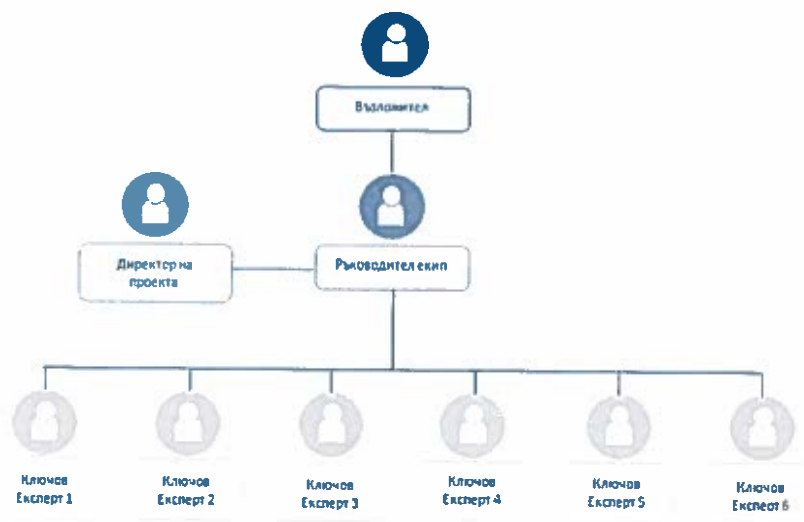 Възложител
Директор на
проекта
Ръководител екип
Ключов
Експерт 1
Ключов
Експерт 2
Ключов
Експерт 3
Ключов
Експерт 4
Ключов
Експерт 5
Ключов
Експерт 6